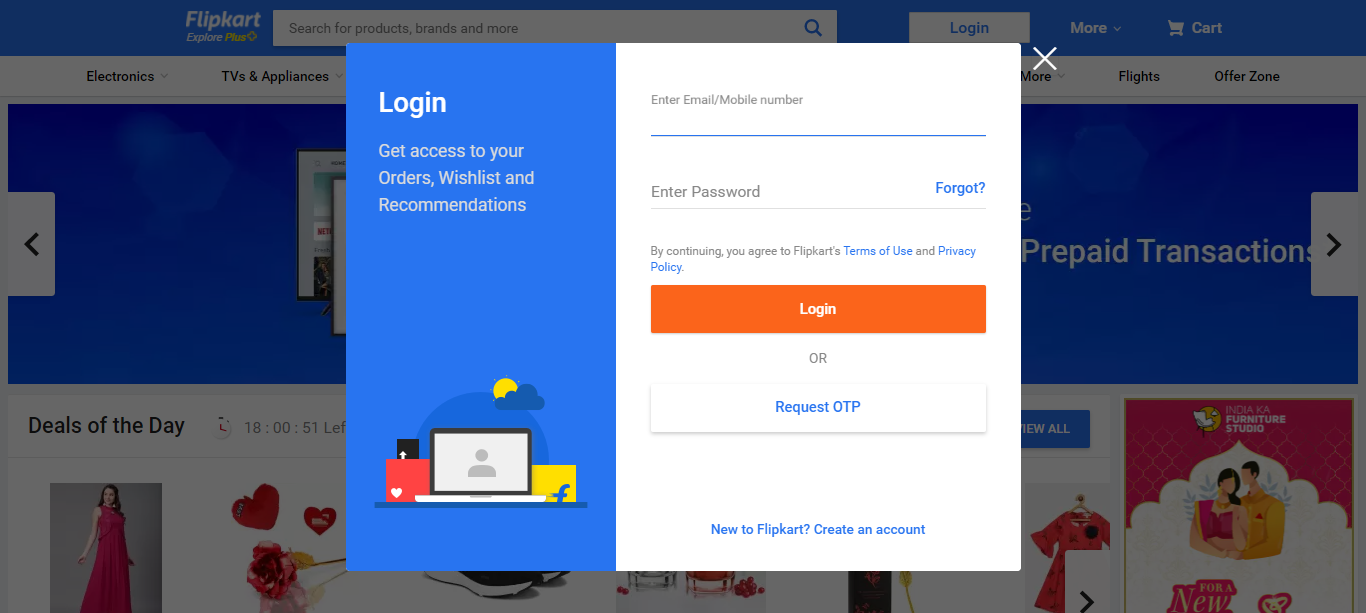 Flipkart
Explore Plus
Search for products, brands and more
Login
More
Cart
Electronics
TVs & Appliances
More
Flights
Offer Zone
Login
Get access to your
Orders, Wishlist and
Recommendations
Enter Email/Mobile number
Enter Password
Forgot?
By continuing, you agree to Flipkart's Terms of Use and Privacy
Policy.
Login
OR
Request OTP
New to Flipkart? Create an account
Prepaid Transactions
Deals of the Day
18 : 00 : 51 Lef
VIEW ALL
INDIA KA
FURNITURE
STUDIO
FOR A
New